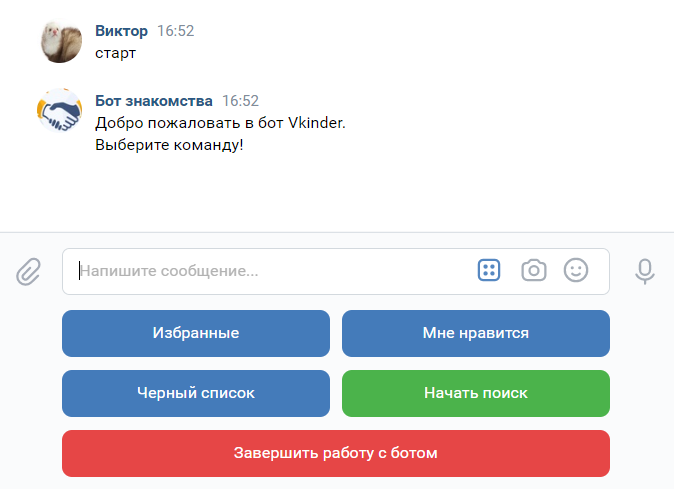 Виктор 16:52
старт
Бот знакомства 16:52
Добро пожаловать в бот Vkinder.
Выберите команду!
Напишите сообщение...
Избранные Мне нравится
Черный список Начать поиск
Завершить работу с ботом